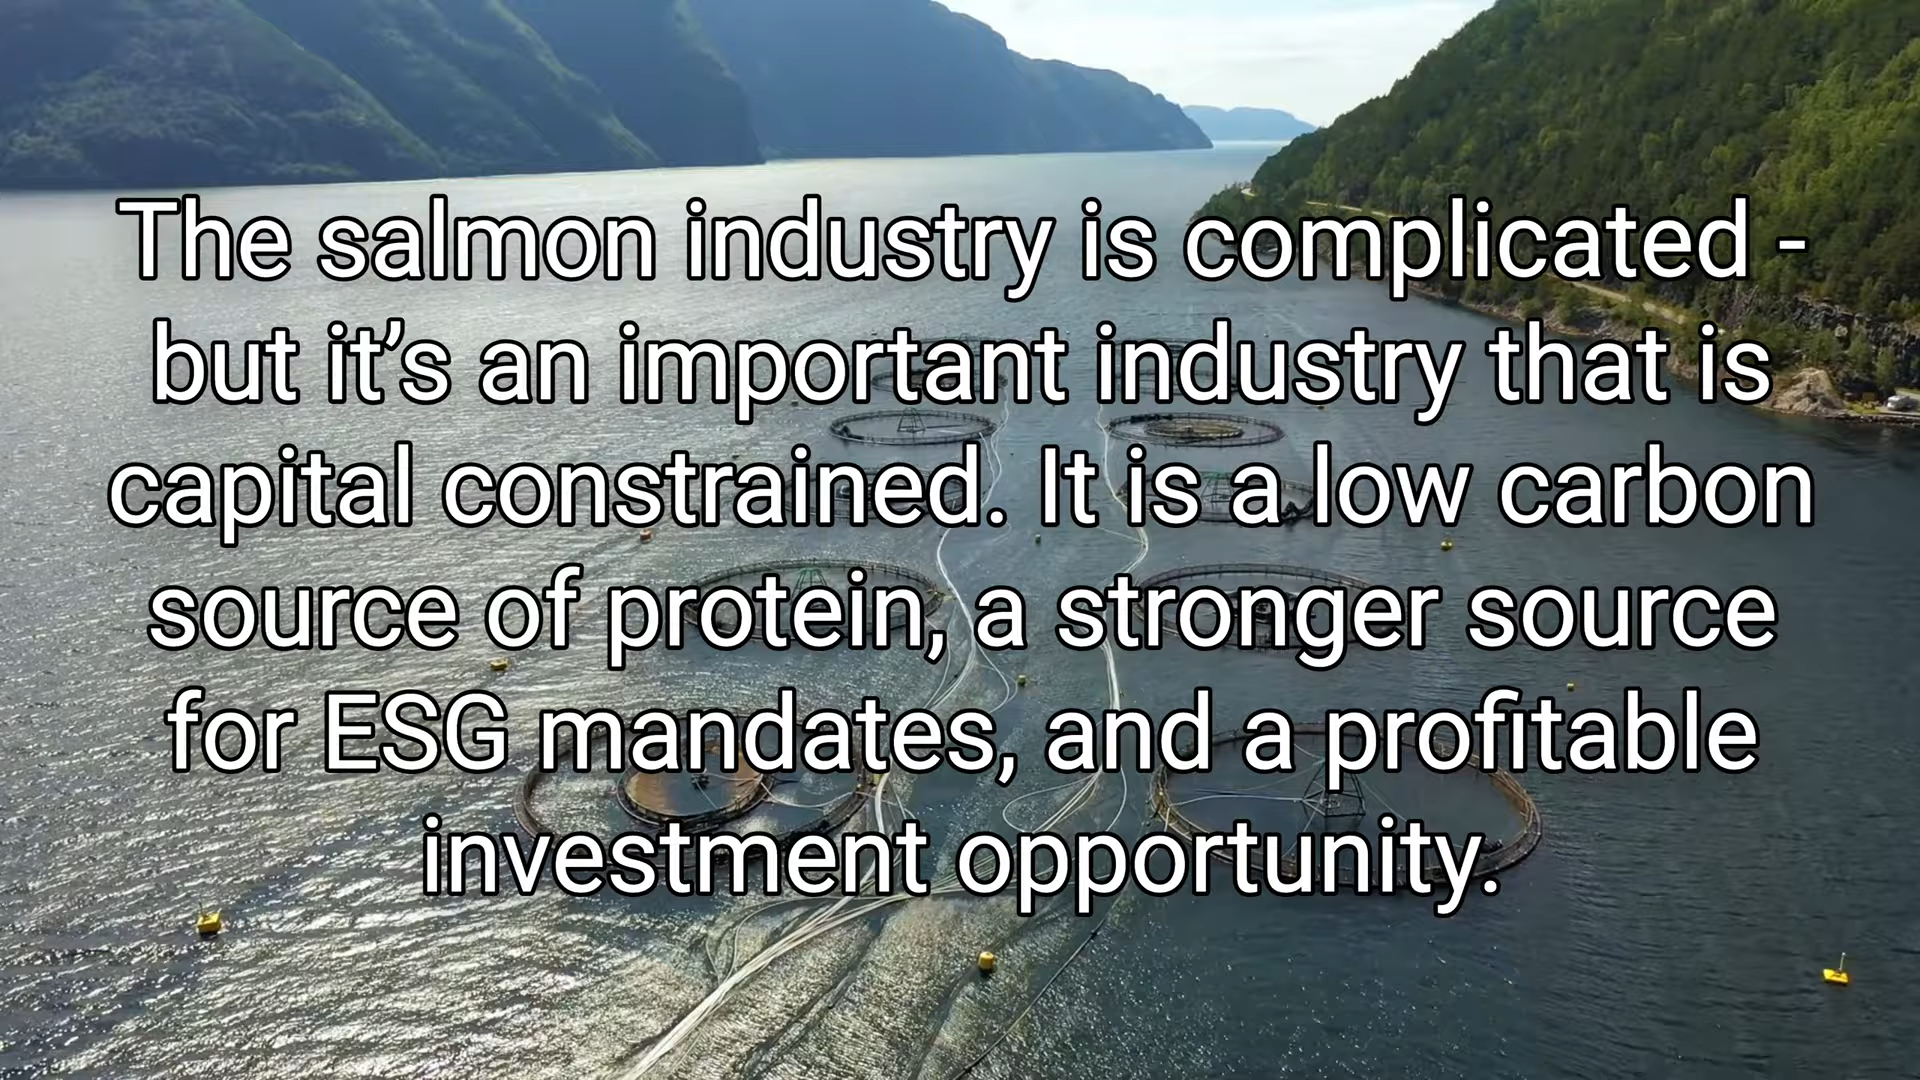 The salmon industry is complicated -
but it’s an important industry that is
capital constrained. It is a low carbon
source of protein, a stronger source
for ESG mandates, and a profitable
investment opportunity.